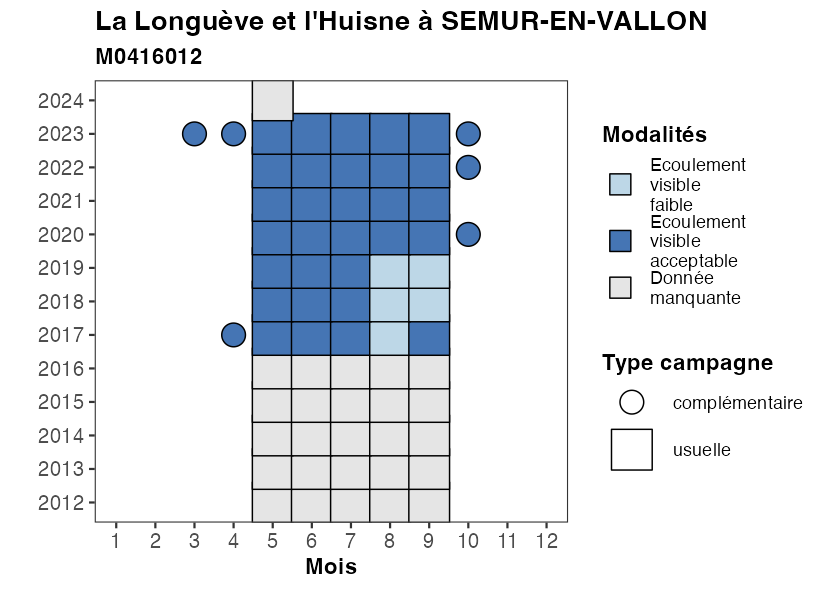 La Longuève et l'Huisne à SEMUR-EN-VALLON
M0416012
2024
2023
2022
2021
2020
2019
2018
2017
2016
2015
2014
2013
2012
1 2 3 4 5 6 7 8 9 10 11 12
Mois
Modalités
Ecoulement
visible
faible
Ecoulement
visible
acceptable
Donnée
manquante
Type campagne
complémentaire
usuelle